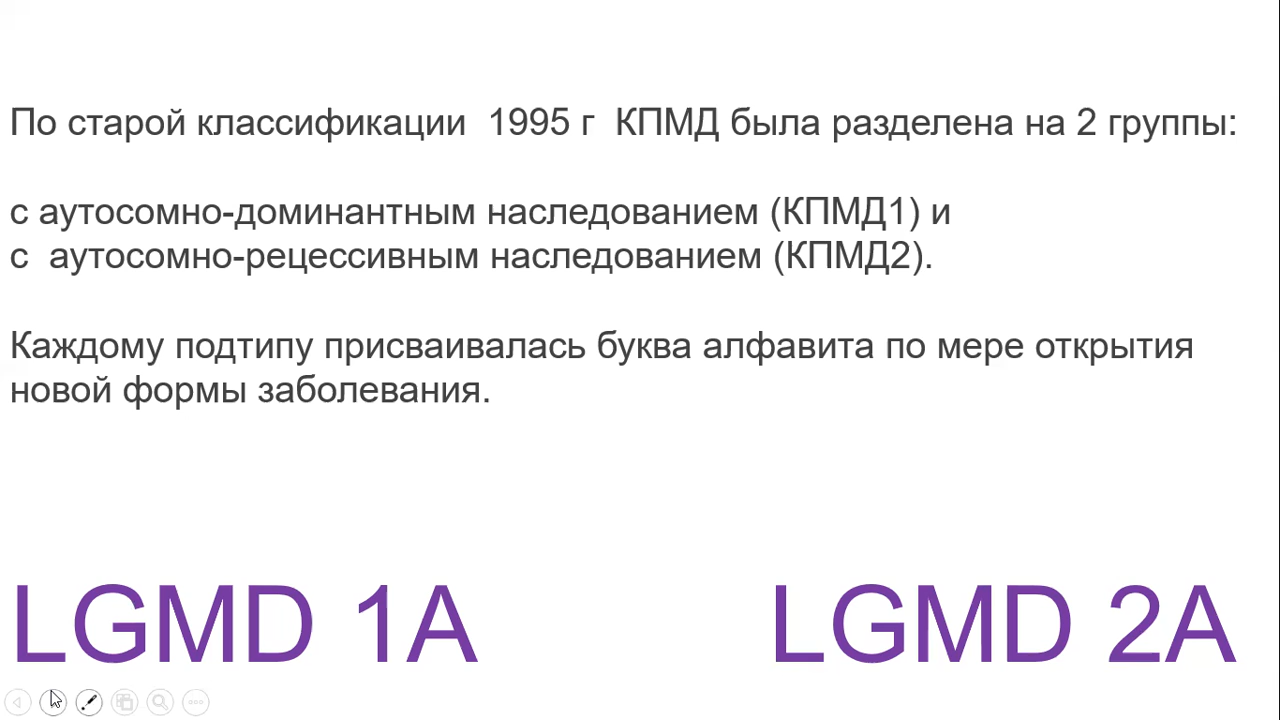 По старой классификации 1995 г КПМД была разделена на 2 группы:
с аутосомно-доминантным наследованием (КПМД1) и
с аутосомно-рецессивным наследованием (КПМД2).
Каждому подтипу присваивалась буква алфавита по мере открытия
новой формы заболевания.
LGMD 1A LGMD 2A